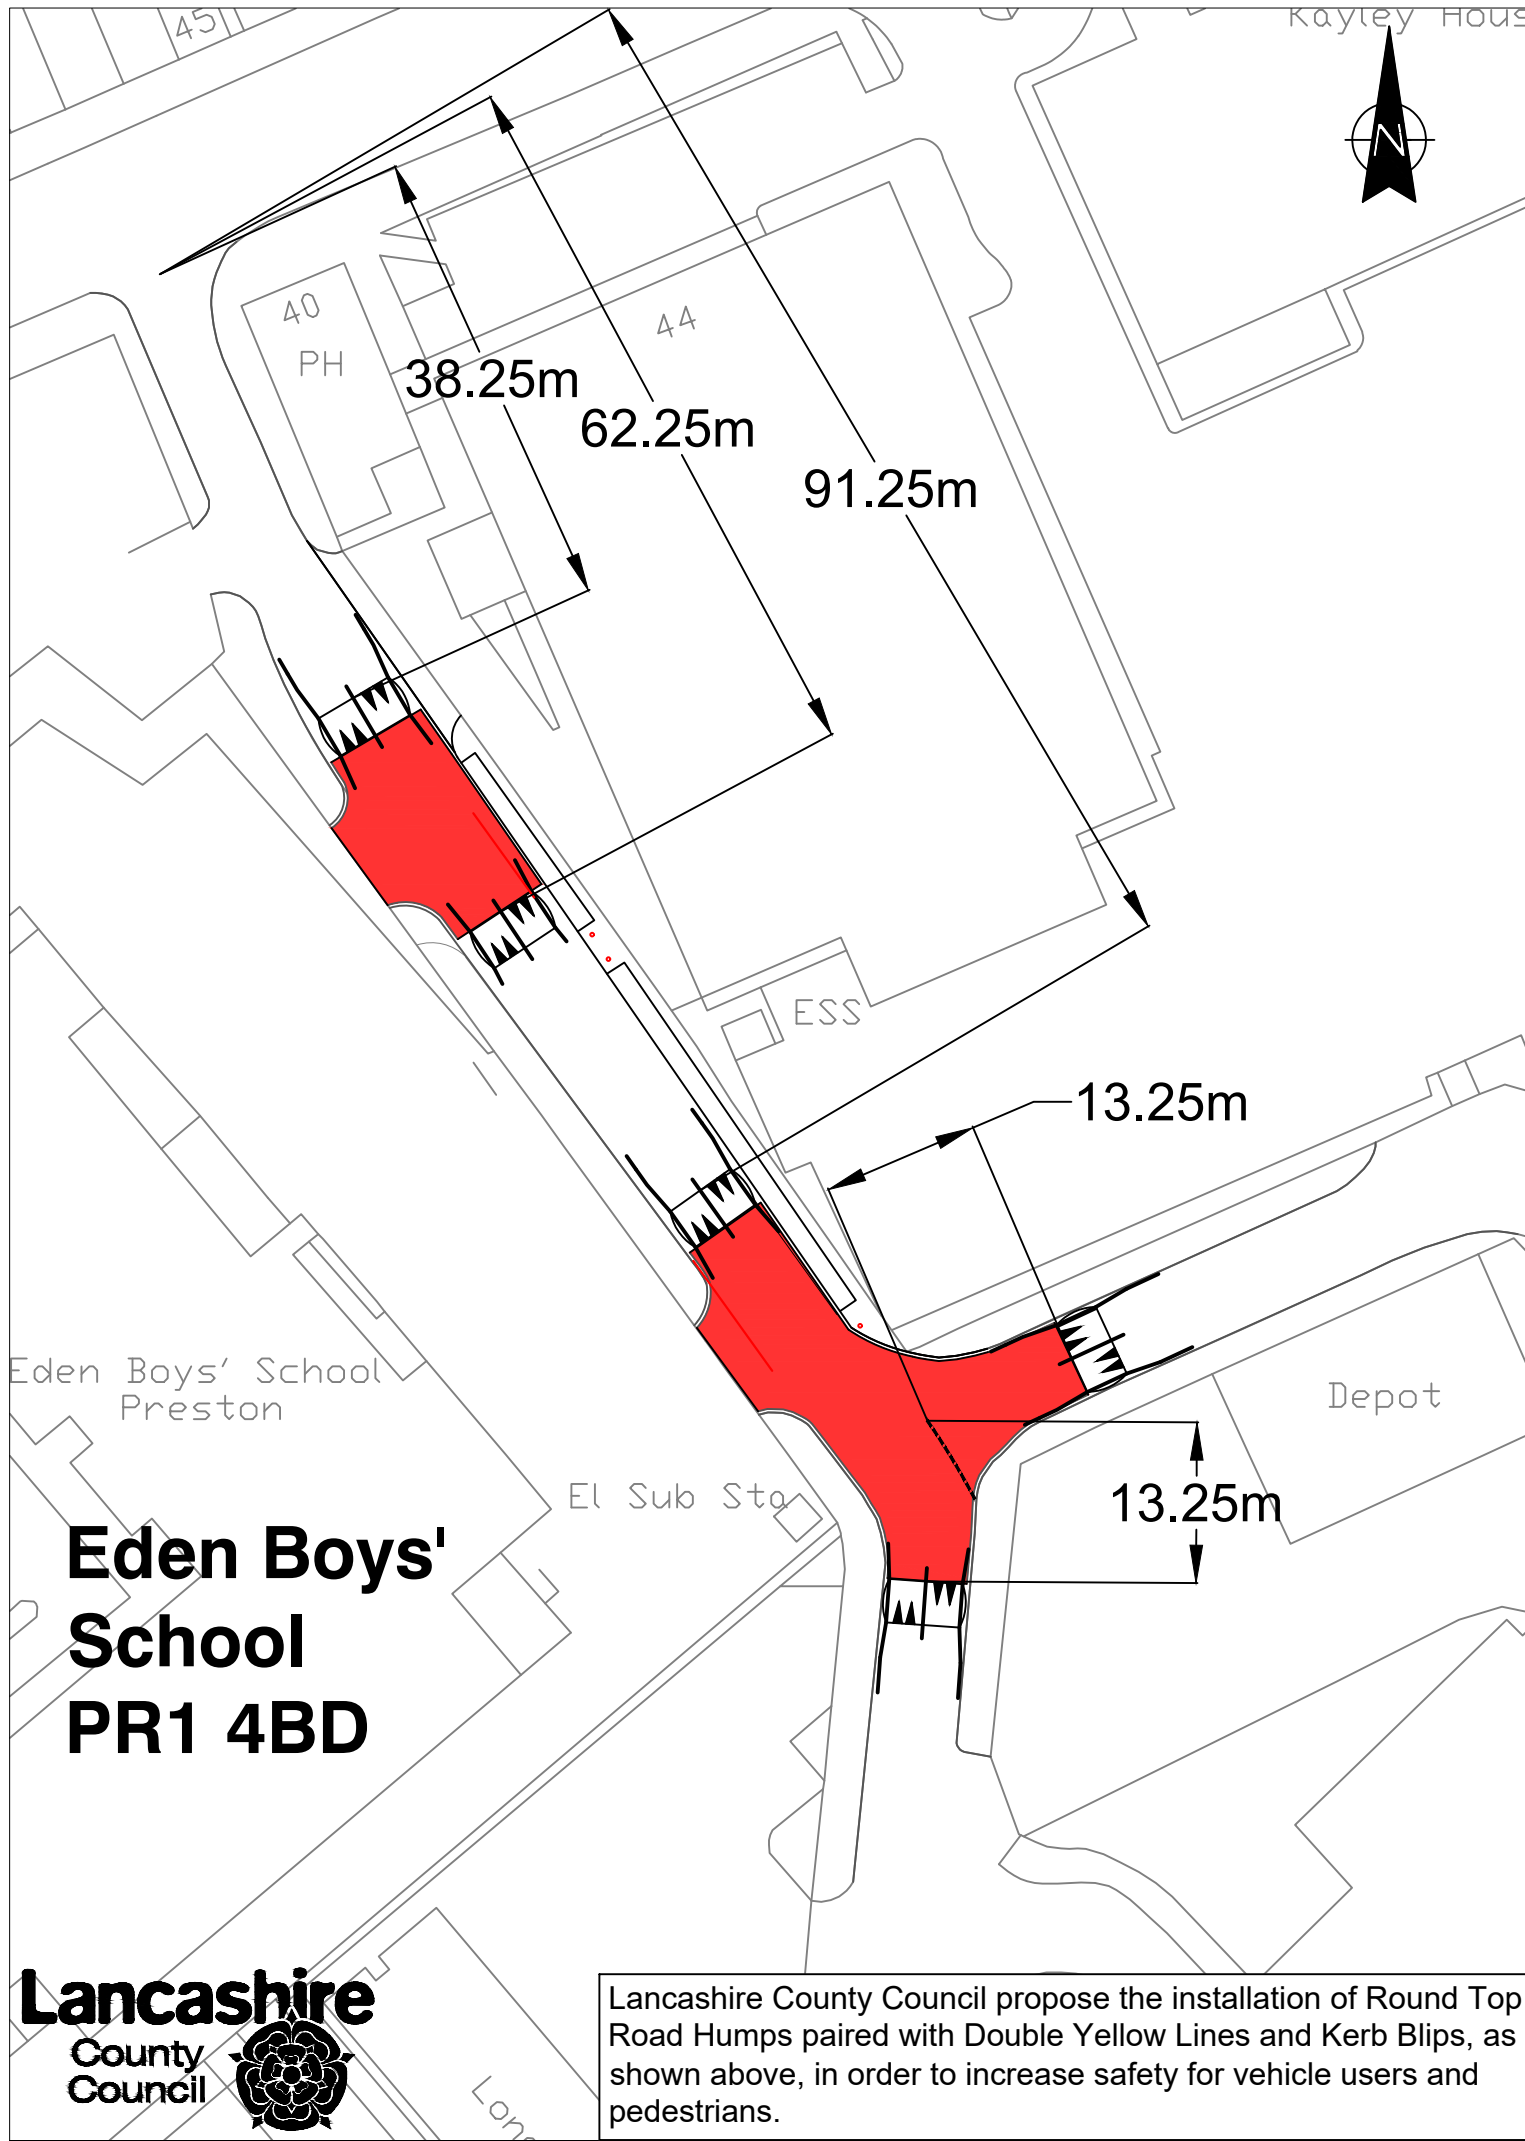 45
Kayley Hous
N
40
PH
44
38.25m
62.25m
91.25m
ESS
13.25m
Eden Boys' School
Preston
Depot
El Sub Sta
13.25m
Eden Boys'
School
PR1 4BD
Lancashire
County
Council
Long
Lancashire County Council propose the installation of Round Top
Road Humps paired with Double Yellow Lines and Kerb Blips, as
shown above, in order to increase safety for vehicle users and
pedestrians.